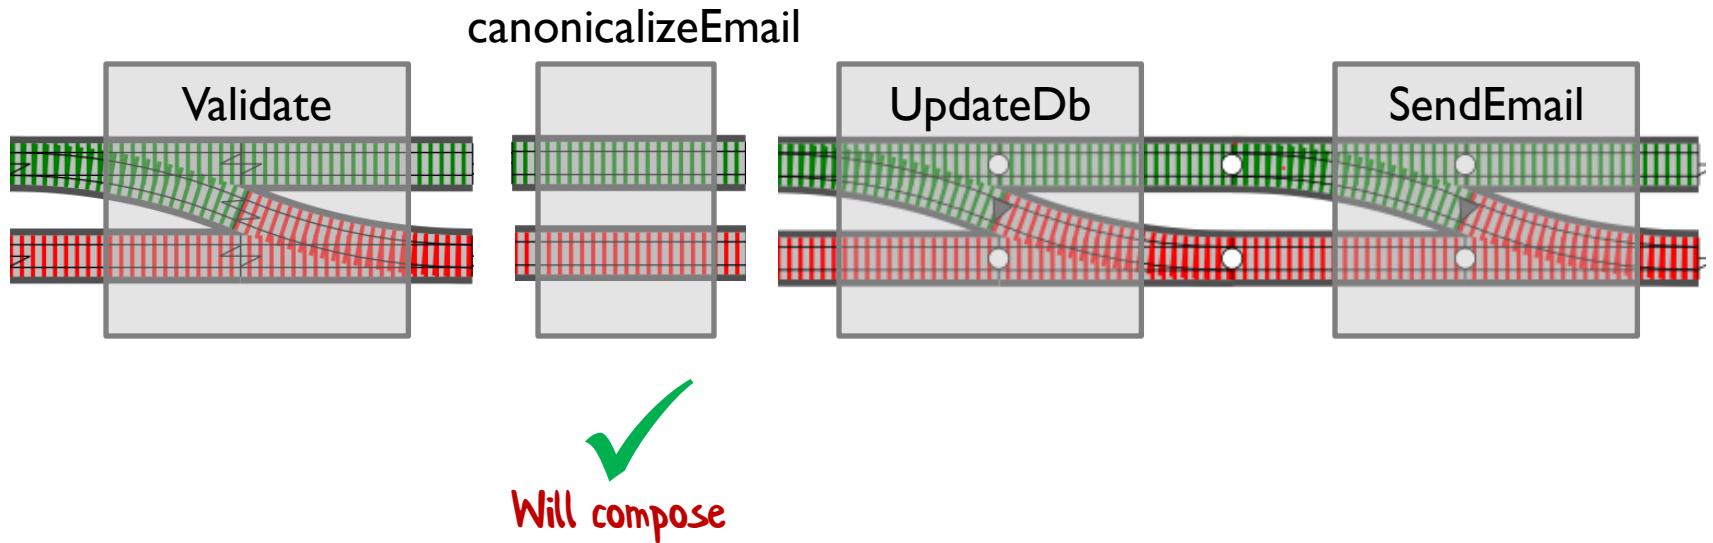 canonicalizeEmail
Validate
UpdateDb
SendEmail
Will compose